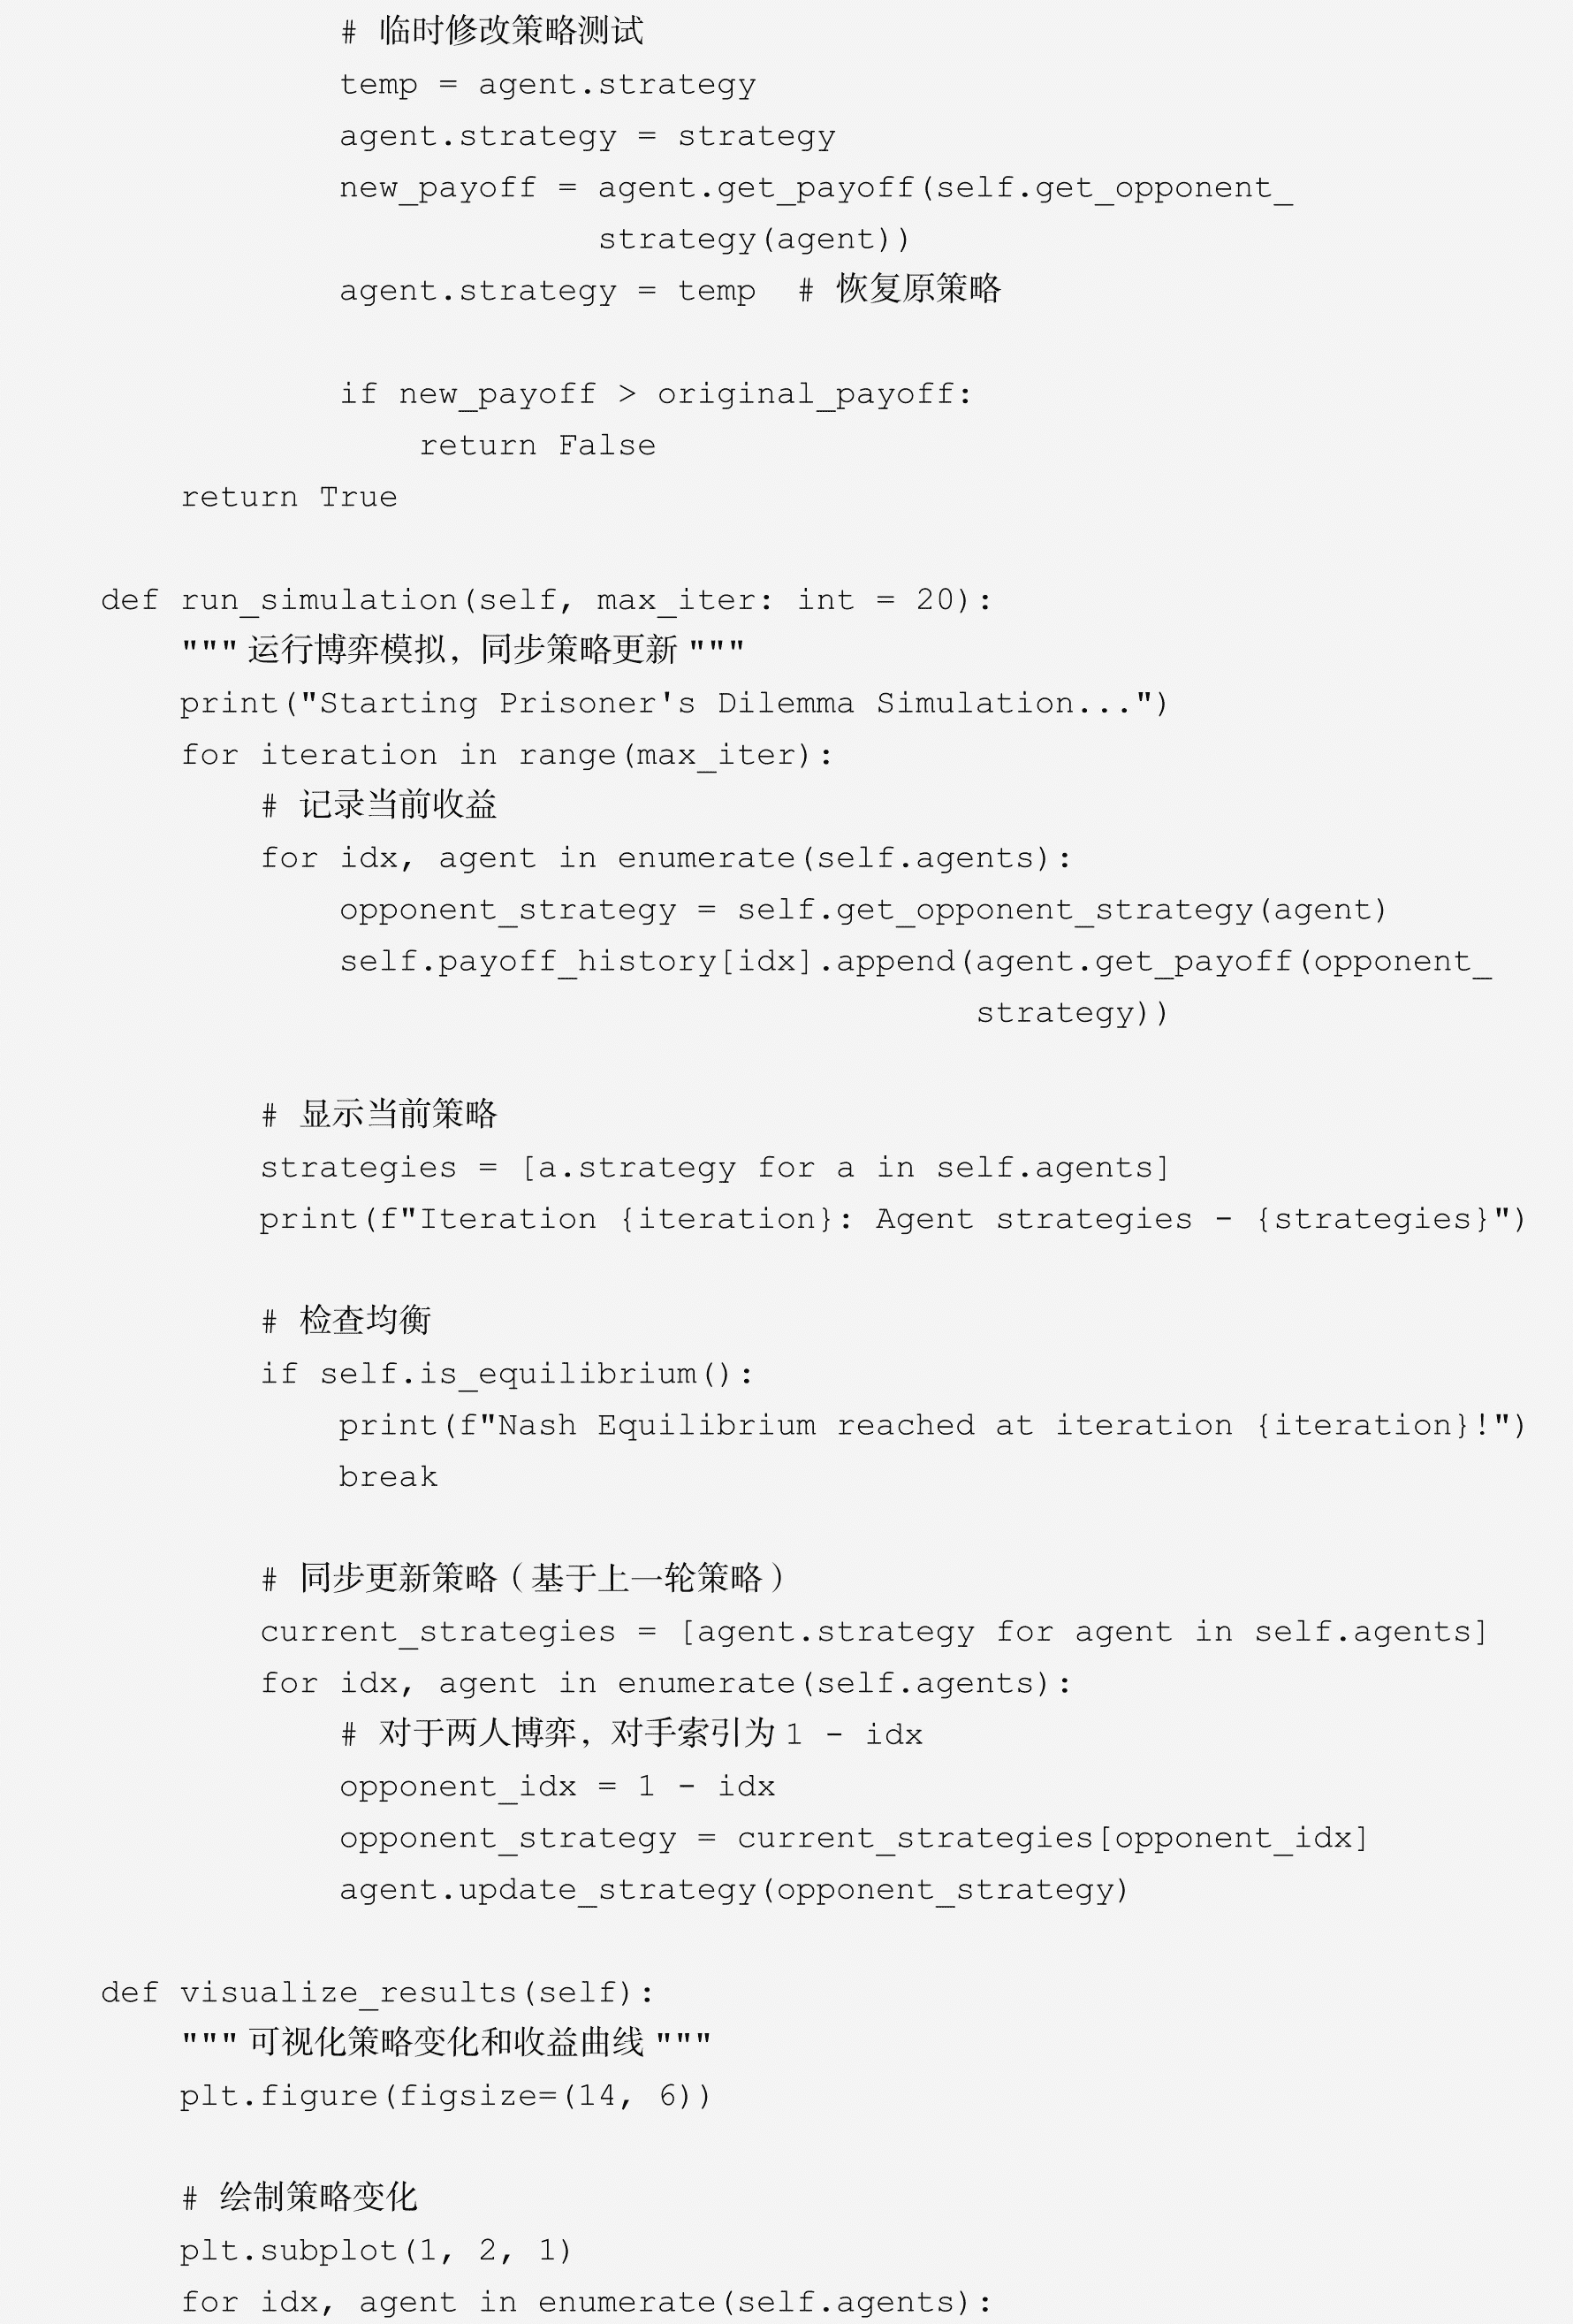 # 临时修改策略测试
temp = agent.strategy
agent.strategy = strategy
new_payoff = agent.get_payoff(self.get_opponent_
strategy(agent))
agent.strategy = temp  # 恢复原策略
if new_payoff > original_payoff:
return False
return True
def run_simulation(self, max_iter: int = 20):
""" 运行博弈模拟，同步策略更新 """
print("Starting Prisoner's Dilemma Simulation...")
for iteration in range(max_iter):
# 记录当前收益
for idx, agent in enumerate(self.agents):
opponent_strategy = self.get_opponent_strategy(agent)
self.payoff_history[idx].append(agent.get_payoff(opponent_
strategy))
# 显示当前策略
strategies = [a.strategy for a in self.agents]
print(f"Iteration {iteration}: Agent strategies - {strategies}")
# 检查均衡
if self.is_equilibrium():
print(f"Nash Equilibrium reached at iteration {iteration}!")
break
# 同步更新策略（基于上一轮策略）
current_strategies = [agent.strategy for agent in self.agents]
for idx, agent in enumerate(self.agents):
# 对于两人博弈，对手索引为 1 - idx
opponent_idx = 1 - idx
opponent_strategy = current_strategies[opponent_idx]
agent.update_strategy(opponent_strategy)
def visualize_results(self):
""" 可视化策略变化和收益曲线 """
plt.figure(figsize=(14, 6))
# 绘制策略变化
plt.subplot(1, 2, 1)
for idx, agent in enumerate(self.agents):